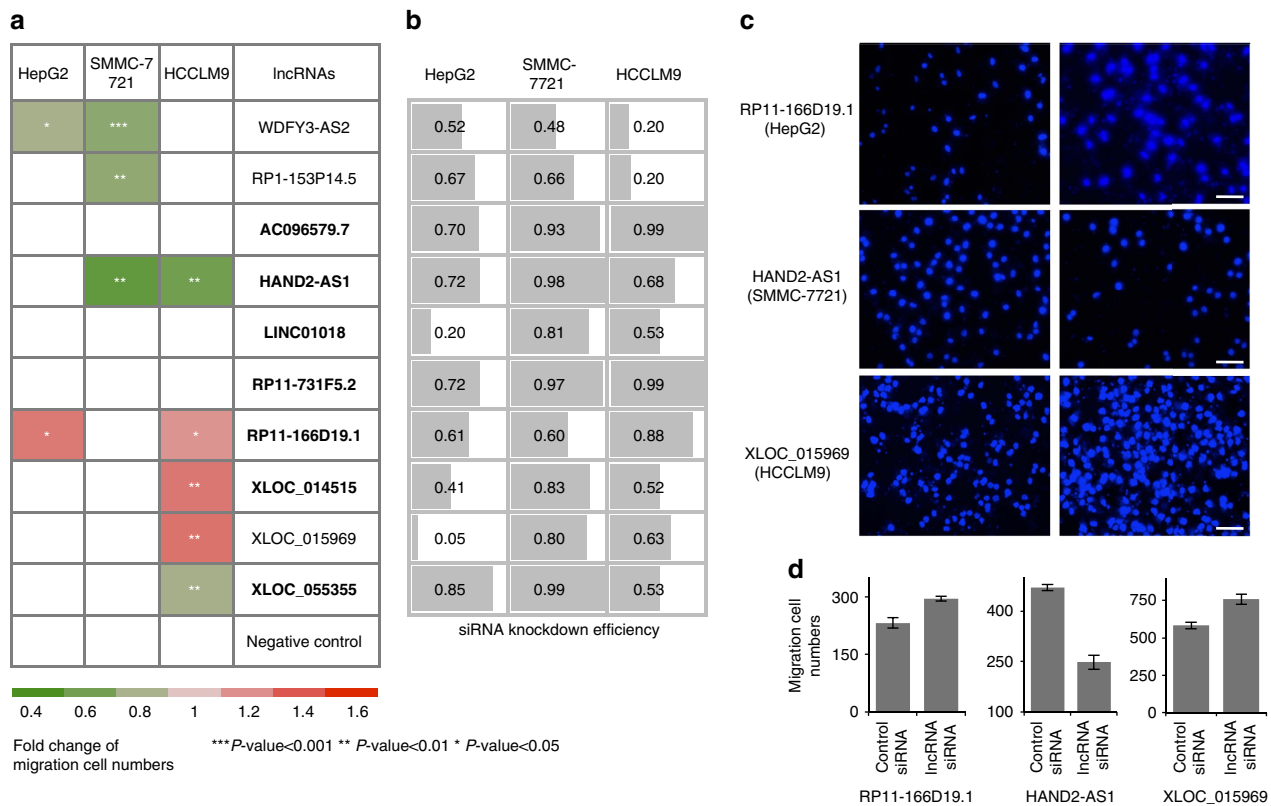 a
HepG2
SMMC-7
721
HCCLM9
lncRNAs
*
***
WDFY3-AS2
**
RP1-153P14.5
AC096579.7
**
**
HAND2-AS1
LINC01018
RP11-731F5.2
*
*
RP11-166D19.1
**
XLOC_014515
**
XLOC_015969
**
XLOC_055355
Negative control
0.4 0.6 0.8 1 1.2 1.4 1.6
Fold change of
migration cell numbers
***P-value<0.001 ** P-value<0.01 * P-value<0.05
b
HepG2
SMMC-
7721
HCCLM9
0.52 0.48 0.20
0.67 0.66 0.20
0.70 0.93 0.99
0.72 0.98 0.68
0.20 0.81 0.53
0.72 0.97 0.99
0.61 0.60 0.88
0.41 0.83 0.52
0.05 0.80 0.63
0.85 0.99 0.53
siRNA knockdown efficiency
c
RP11-166D19.1
(HepG2)
HAND2-AS1
(SMMC-7721)
XLOC_015969
(HCCLM9)
d
Migration cell
numbers
300
150
0
Control
siRNA
lncRNA
siRNA
RP11-166D19.1
400
250
100
Control
siRNA
lncRNA
siRNA
HAND2-AS1
750
500
250
0
Control
siRNA
lncRNA
siRNA
XLOC_015969